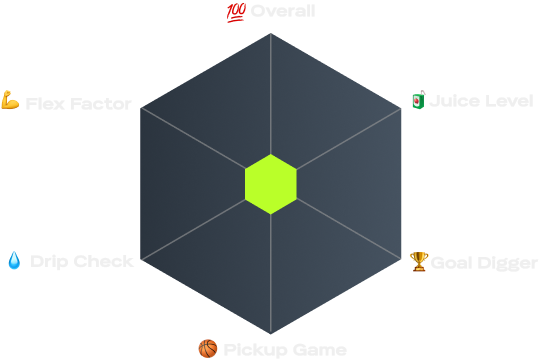 💯 Overall
💪 Flex Factor
🧃 Juice Level
💧 Drip Check
🏆 Goal Digger
🏀 Pickup Game